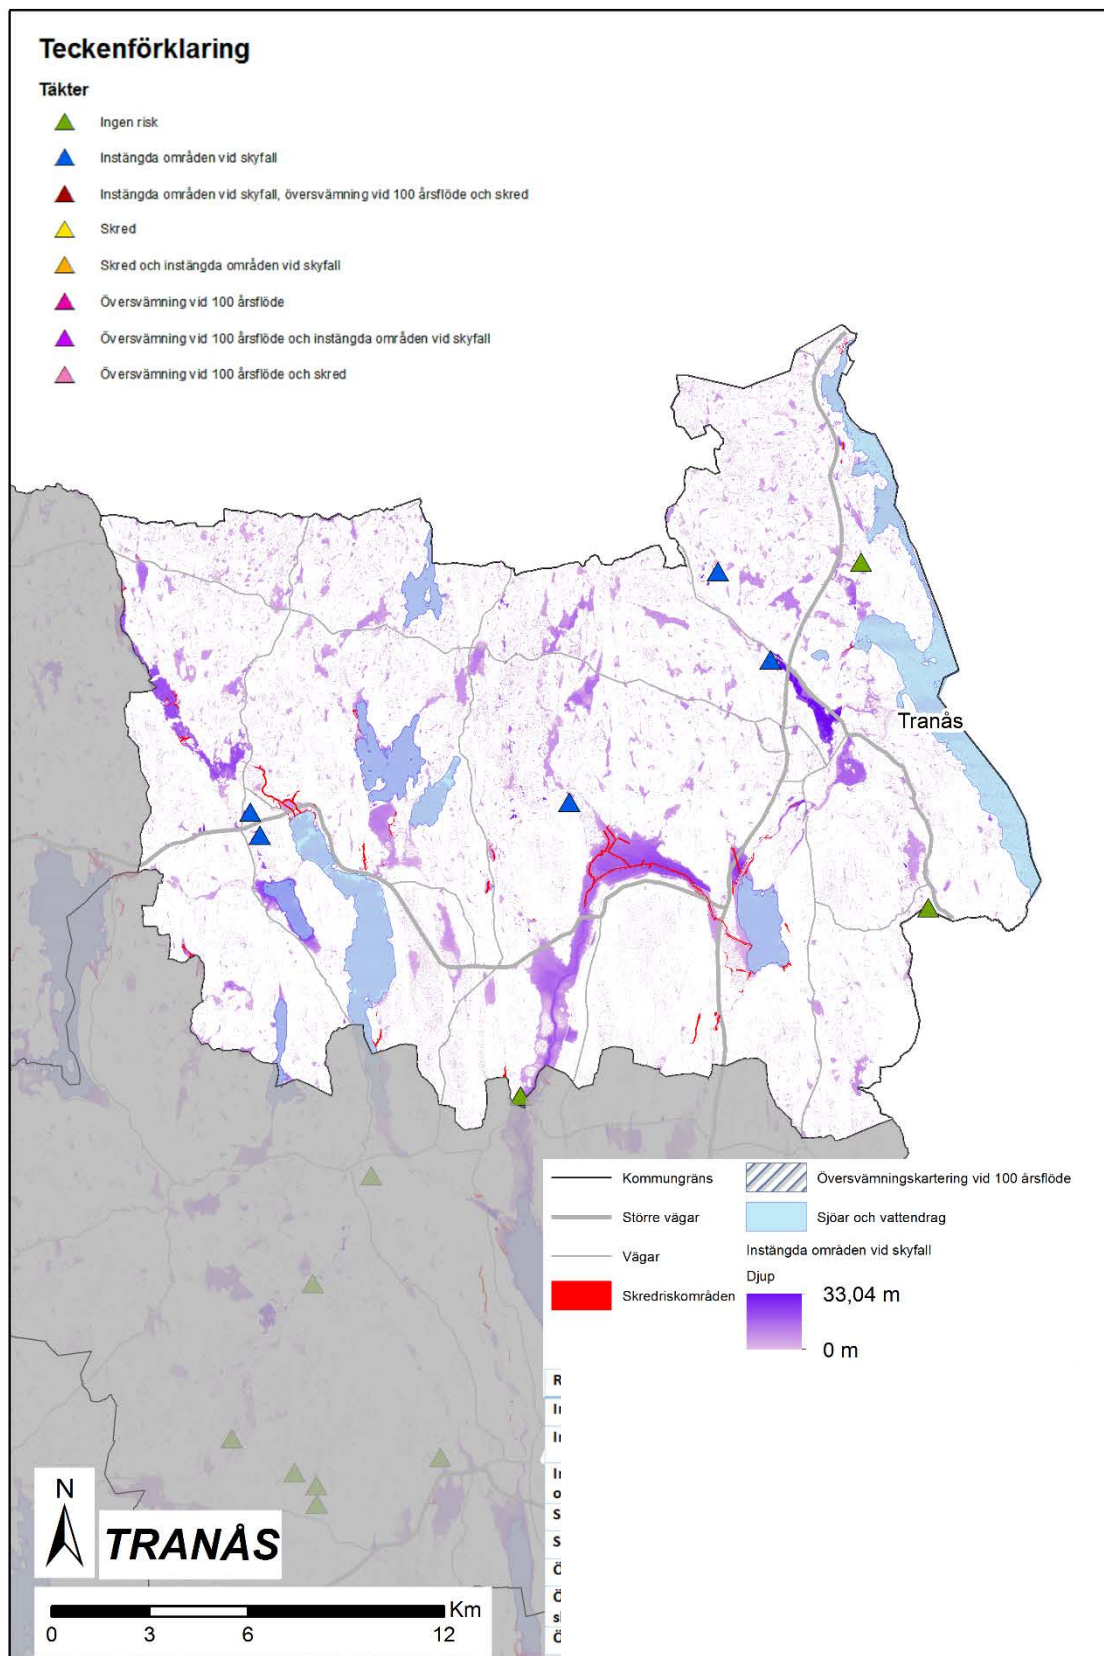 Teckenförklaring
Täkter
Ingen risk
Instängda områden vid skyfall
Instängda områden vid skyfall, översvämning vid 100 årsflöde och skred
Skred
Skred och instängda områden vid skyfall
Översvämning vid 100 årsflöde
Översvämning vid 100 årsflöde och instängda områden vid skyfall
Översvämning vid 100 årsflöde och skred
Tranås
Kommungräns
Större vägar
Vägar
Skredriskområden
Översvämningskartering vid 100 årsflöde
Sjöar och vattendrag
Instängda områden vid skyfall
Djup
33,04 m
0 m
N
TRANÅS
Km
0 3 6 12